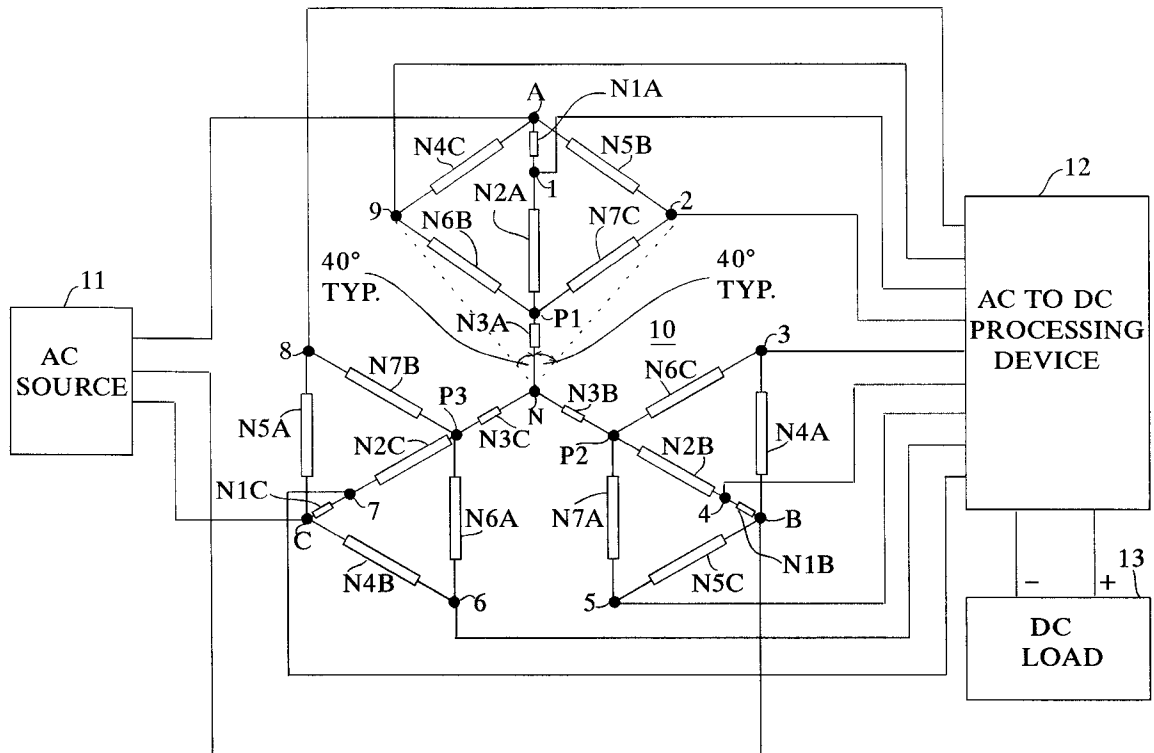 A
N1A
N4C
N5B
1
12
N2A
9
2
N6B
N7C
40°
TYP.
40°
TYP.
11
P1
AC TO DC
PROCESSING
DEVICE
N3A
10
3
AC
SOURCE
8
N6C
N7B
N3B
P3
N
N5A
N2C
N3C
P2
N2B
N4A
N1C
7
4
B
C
N6A
N7A
N1B
N4B
N5C
13
6
5
−
+
DC
LOAD